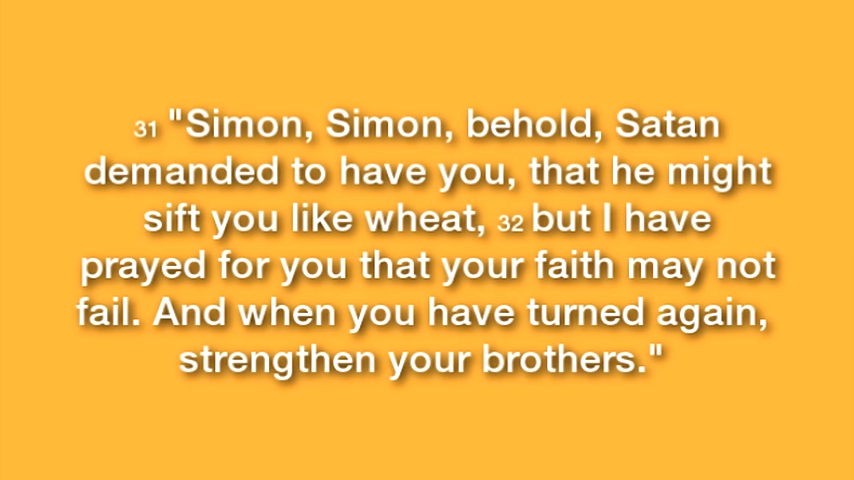 31 "Simon, Simon, behold, Satan
demanded to have you, that he might
sift you like wheat, 32 but I have
prayed for you that your faith may not
fail. And when you have turned again,
strengthen your brothers."